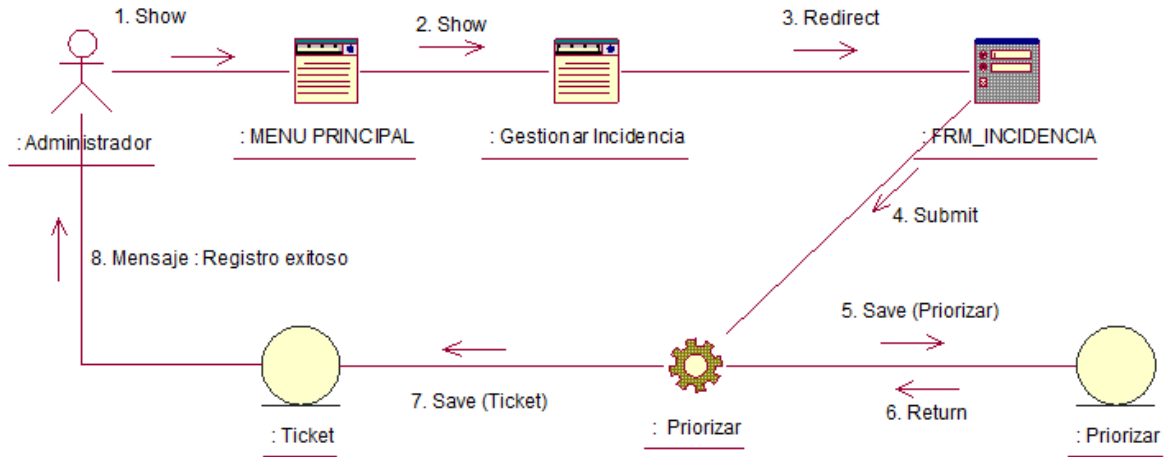 1. Show
2. Show
3. Redirect
: Administrador
: MENU PRINCIPAL
: Gestionar Incidencia
: FRM_INCIDENCIA
4. Submit
8. Mensaje : Registro exitoso
5. Save (Priorizar)
7. Save (Ticket)
6. Return
: Ticket
: Priorizar
: Priorizar